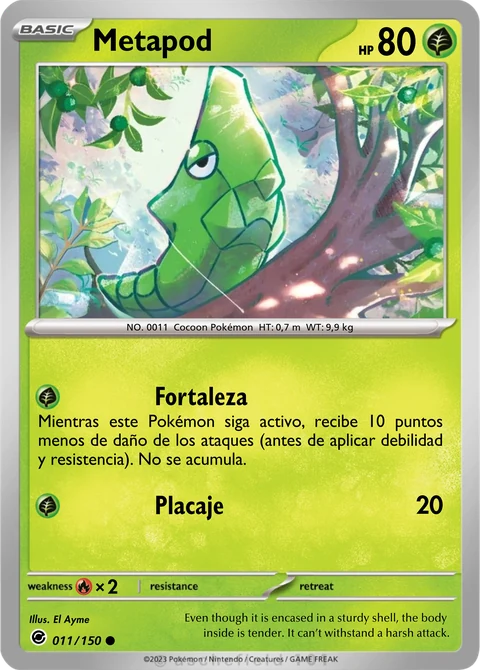 BASIC
Metapod
HP 80
NO. 0011 Cocoon Pokémon HT: 0,7 m WT: 9,9 kg
Fortaleza
Mientras este Pokémon siga activo, recibe 10 puntos
menos de daño de los ataques (antes de aplicar debilidad
y resistencia). No se acumula.
Placaje 20
weakness × 2 resistance retreat
Illus. El Ayme
Even though it is encased in a sturdy shell, the body
inside is tender. It can't withstand a harsh attack.
011/150
©2023 Pokémon / Nintendo / Creatures / GAME FREAK